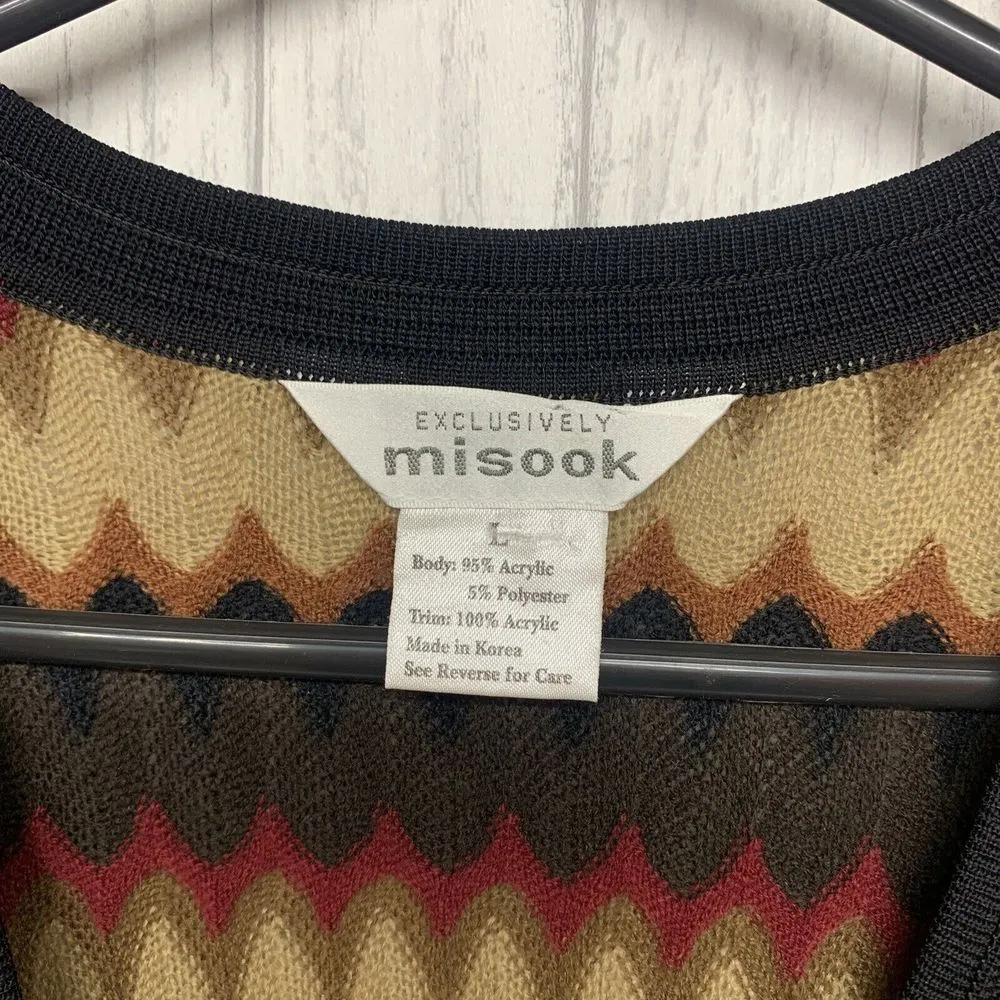 EXCLUSIVELY
misook
L
Body: 95% Acrylic
5% Polyester
Trim: 100% Acrylic
Made in Korea
See Reverse for Care